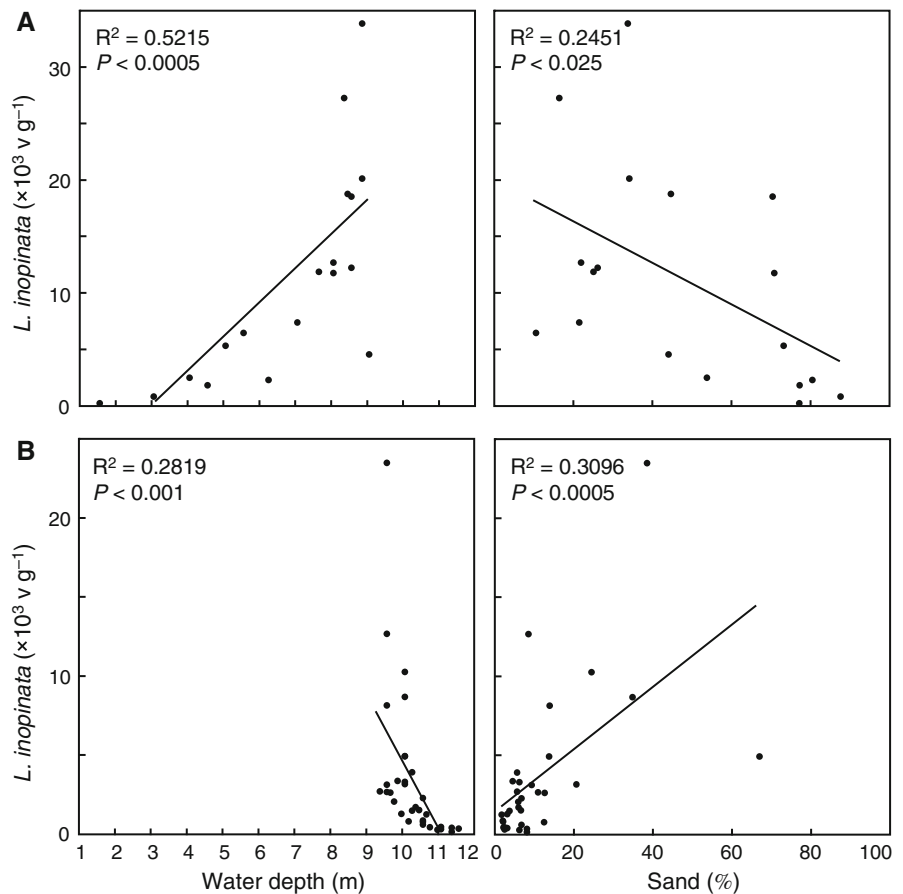 A
R² = 0.5215
P < 0.0005
R² = 0.2451
P < 0.025
L. inopinata (×10³ v g⁻¹)
30
20
10
0
B
R² = 0.2819
P < 0.001
R² = 0.3096
P < 0.0005
L. inopinata (×10³ v g⁻¹)
20
10
0
1 2 3 4 5 6 7 8 9 10 11 12
0 20 40 60 80 100
Water depth (m)
Sand (%)